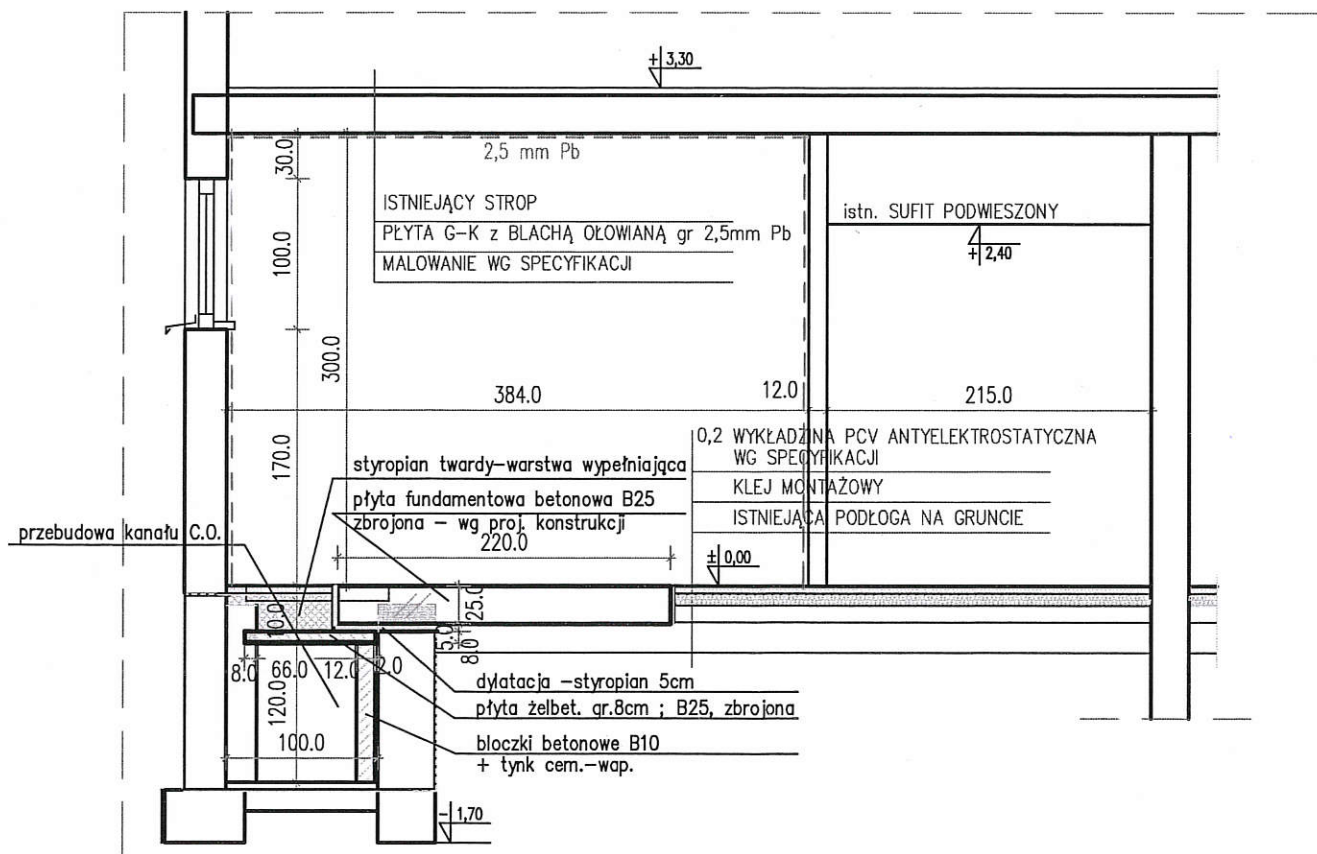 + 3,30
2,5 mm Pb
30.0
ISTNIEJĄCY STROP
PŁYTA G-K z BLACHĄ OŁOWIANĄ gr 2,5mm Pb
MALOWANIE WG SPECYFIKACJI
istn. SUFIT PODWIESZONY
+ 2,40
100.0
300.0
384.0
12.0
215.0
170.0
0,2 WYKŁADZINA PCV ANTYELEKTROSTATYCZNA
WG SPECYFIKACJI
KLEJ MONTAŻOWY
ISTNIEJĄCA PODŁOGA NA GRUNCIE
styropian twardy-warstwa wypełniająca
płyta fundamentowa betonowa B25
zbrojona - wg proj. konstrukcji
przebudowa kanału C.O.
220.0
± 0,00
25.0
10.0
5.0
8.0
8.0
66.0
12.0
2.0
120.0
100.0
dylatacja -styropian 5cm
płyta żelbet. gr.8cm ; B25, zbrojona
bloczki betonowe B10
+ tynk cem.-wap.
- 1,70